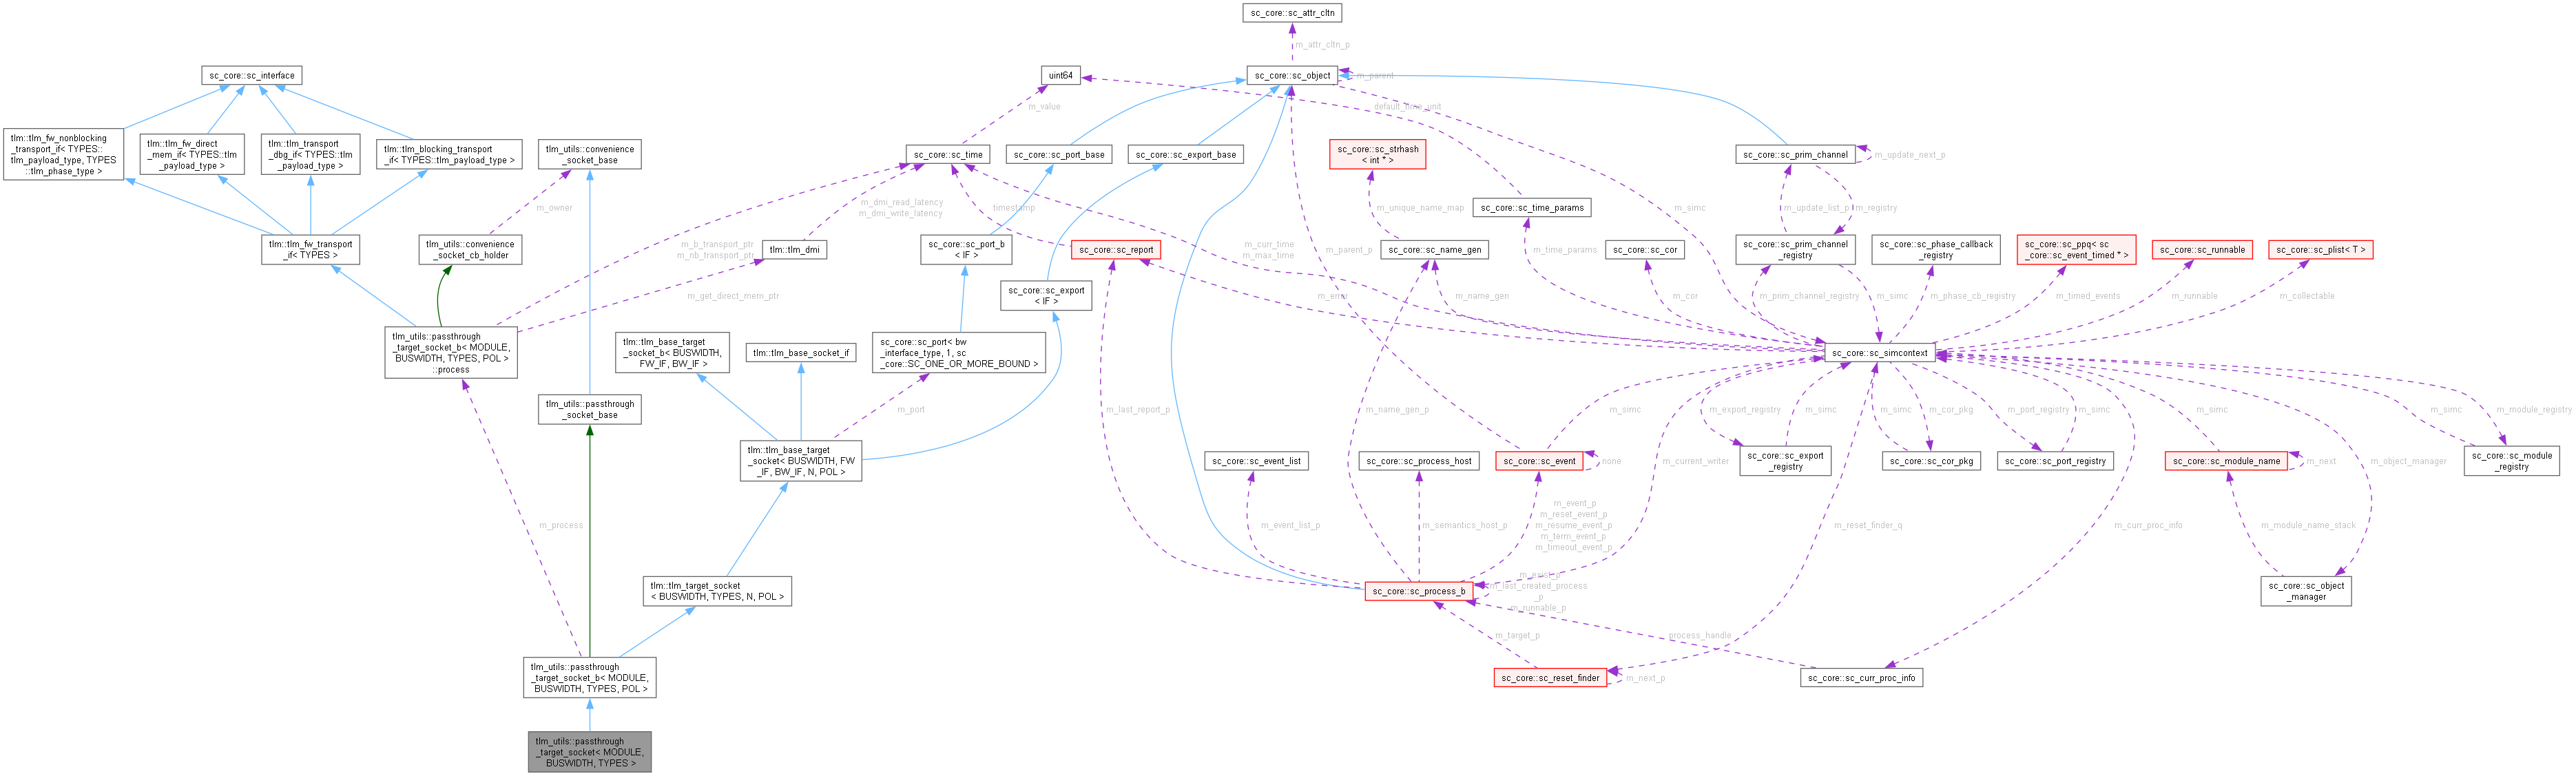 sc_core::sc_attr_cltn
m_attr_cltn_p
sc_core::sc_interface
uint64
sc_core::sc_object
m_parent
m_value
default_time_unit
tlm::tlm_fw_nonblocking
_transport_if< TYPES::
tlm_payload_type, TYPES
::tlm_phase_type >
tlm::tlm_fw_direct
_mem_if< TYPES::tlm
_payload_type >
tlm::tlm_transport
_dbg_if< TYPES::tlm
_payload_type >
tlm::tlm_blocking_transport
_if< TYPES::tlm_payload_type >
tlm_utils::convenience
_socket_base
sc_core::sc_time
sc_core::sc_port_base
sc_core::sc_export_base
sc_core::sc_strhash
< int * >
sc_core::sc_prim_channel
m_update_next_p
m_owner
m_dmi_read_latency
m_dmi_write_latency
timestamp
m_unique_name_map
sc_core::sc_time_params
m_simc
m_update_list_p
m_registry
tlm::tlm_fw_transport
_if< TYPES >
tlm_utils::convenience
_socket_cb_holder
m_b_transport_ptr
m_nb_transport_ptr
tlm::tlm_dmi
sc_core::sc_port_b
< IF >
sc_core::sc_report
m_curr_time
m_max_time
m_parent_p
sc_core::sc_name_gen
m_time_params
sc_core::sc_cor
sc_core::sc_prim_channel
_registry
sc_core::sc_phase_callback
_registry
sc_core::sc_ppq< sc
_core::sc_event_timed * >
sc_core::sc_runnable
sc_core::sc_plist< T >
m_get_direct_mem_ptr
sc_core::sc_export
< IF >
m_error
m_name_gen
m_cor
m_prim_channel_registry
m_simc
m_phase_cb_registry
m_timed_events
m_runnable
m_collectable
tlm_utils::passthrough
_target_socket_b< MODULE,
BUSWIDTH, TYPES, POL >
::process
tlm::tlm_base_target
_socket_b< BUSWIDTH,
FW_IF, BW_IF >
tlm::tlm_base_socket_if
sc_core::sc_port< bw
_interface_type, 1, sc
_core::SC_ONE_OR_MORE_BOUND >
sc_core::sc_simcontext
tlm_utils::passthrough
_socket_base
m_port
m_last_report_p
m_name_gen_p
m_simc
m_export_registry
m_simc
m_simc
m_cor_pkg
m_port_registry
m_simc
m_simc
m_simc
m_module_registry
tlm::tlm_base_target
_socket< BUSWIDTH, FW
_IF, BW_IF, N, POL >
sc_core::sc_event_list
sc_core::sc_process_host
sc_core::sc_event
none
m_current_writer
sc_core::sc_export
_registry
sc_core::sc_cor_pkg
sc_core::sc_port_registry
sc_core::sc_module_name
m_next
m_object_manager
sc_core::sc_module
_registry
m_process
m_event_list_p
m_semantics_host_p
m_event_p
m_reset_event_p
m_resume_event_p
m_term_event_p
m_timeout_event_p
m_reset_finder_q
m_curr_proc_info
m_module_name_stack
tlm::tlm_target_socket
< BUSWIDTH, TYPES, N, POL >
sc_core::sc_process_b
m_exist_p
m_last_created_process
_p
m_runnable_p
sc_core::sc_object
_manager
m_target_p
process_handle
tlm_utils::passthrough
_target_socket_b< MODULE,
BUSWIDTH, TYPES, POL >
sc_core::sc_reset_finder
m_next_p
sc_core::sc_curr_proc_info
tlm_utils::passthrough
_target_socket< MODULE,
BUSWIDTH, TYPES >